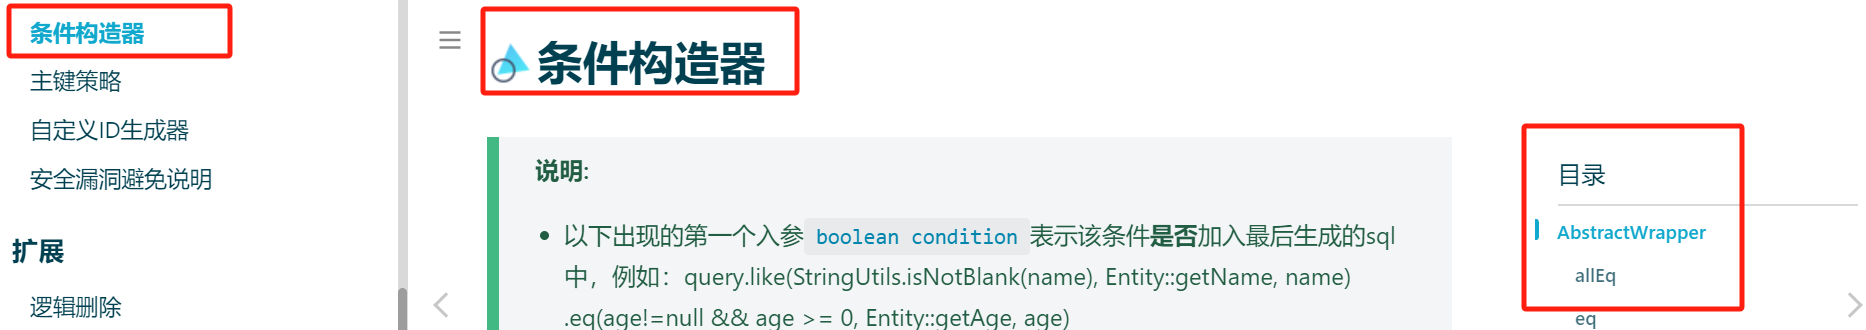 条件构造器
主键策略
自定义ID生成器
安全漏洞避免说明
扩展
逻辑删除
条件构造器
说明:
以下出现的第一个入参 boolean condition 表示该条件是否加入最后生成的sql
中，例如：query.like(StringUtils.isNotBlank(name), Entity::getName, name)
.eq(age!=null && age >= 0, Entity::getAge, age)
目录
AbstractWrapper
allEq
eq